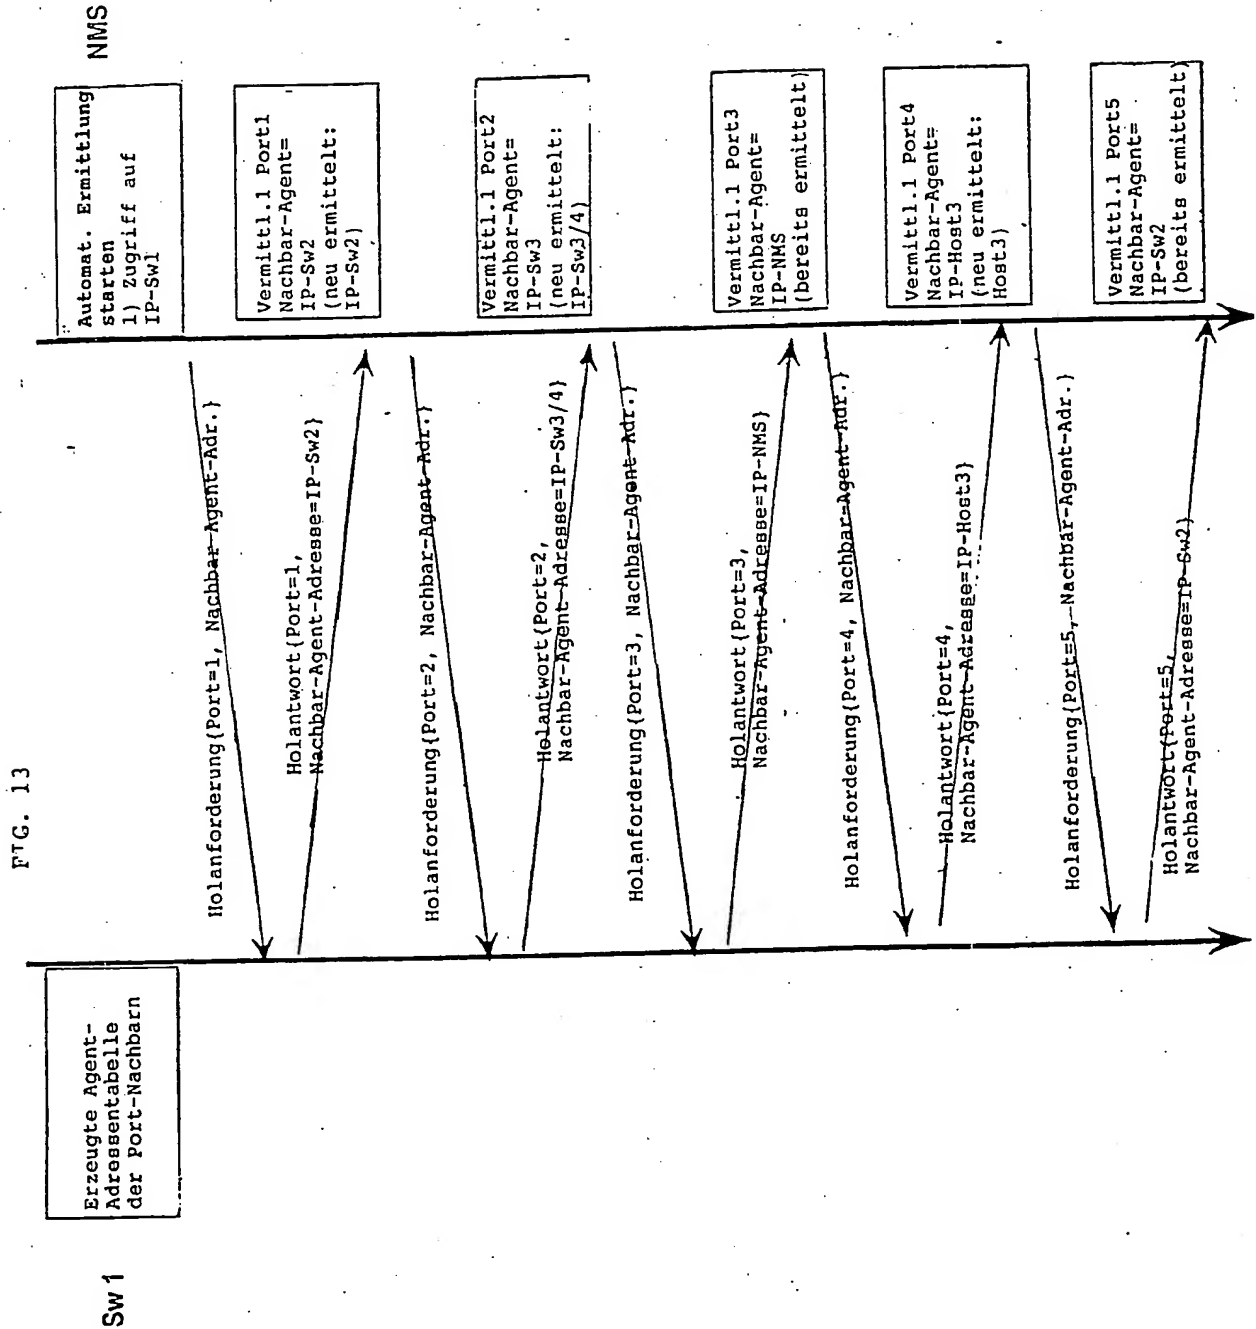 FIG. 13
Sw 1
NMS
Erzeugte Agent-
Adressentabelle
der Port-Nachbarn
Automat. Ermittlung
starten
1) Zugriff auf
IP-Sw1
Holanforderung{Port=1, Nachbar-Agent-Adr.}
Holantwort{Port=1,
Nachbar-Agent-Adresse=IP-Sw2}
Vermittl.1 Port1
Nachbar-Agent=
IP-Sw2
(neu ermittelt:
IP-Sw2)
Holanforderung{Port=2, Nachbar-Agent-Adr.}
Holantwort{Port=2,
Nachbar-Agent-Adresse=IP-Sw3/4}
Vermittl.1 Port2
Nachbar-Agent=
IP-Sw3
(neu ermittelt:
IP-Sw3/4)
Holanforderung{Port=3, Nachbar-Agent-Adr.}
Holantwort{Port=3,
Nachbar-Agent-Adresse=IP-NMS}
Vermittl.1 Port3
Nachbar-Agent=
IP-NMS
(bereits ermittelt)
Holanforderung{Port=4, Nachbar-Agent-Adr.}
Holantwort{Port=4,
Nachbar-Agent-Adresse=IP-Host3}
Vermittl.1 Port4
Nachbar-Agent=
IP-Host3
(neu ermittelt:
Host3)
Holanforderung{Port=5, Nachbar-Agent-Adr.}
Holantwort{Port=5,
Nachbar-Agent-Adresse=IP-Sw2}
Vermittl.1 Port5
Nachbar-Agent=
IP-Sw2
(bereits ermittelt)